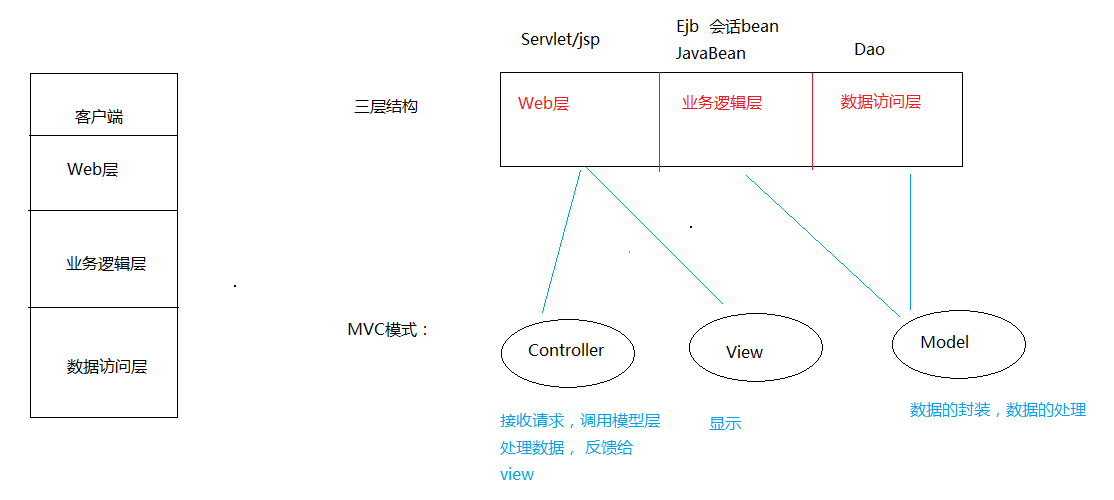 客户端
Web层
业务逻辑层
数据访问层
三层结构
Servlet/jsp
Ejb 会话bean
JavaBean
Dao
Web层
业务逻辑层
数据访问层
MVC模式：
Controller
View
Model
接收请求，调用模型层
处理数据， 反馈给
view
显示
数据的封装，数据的处理